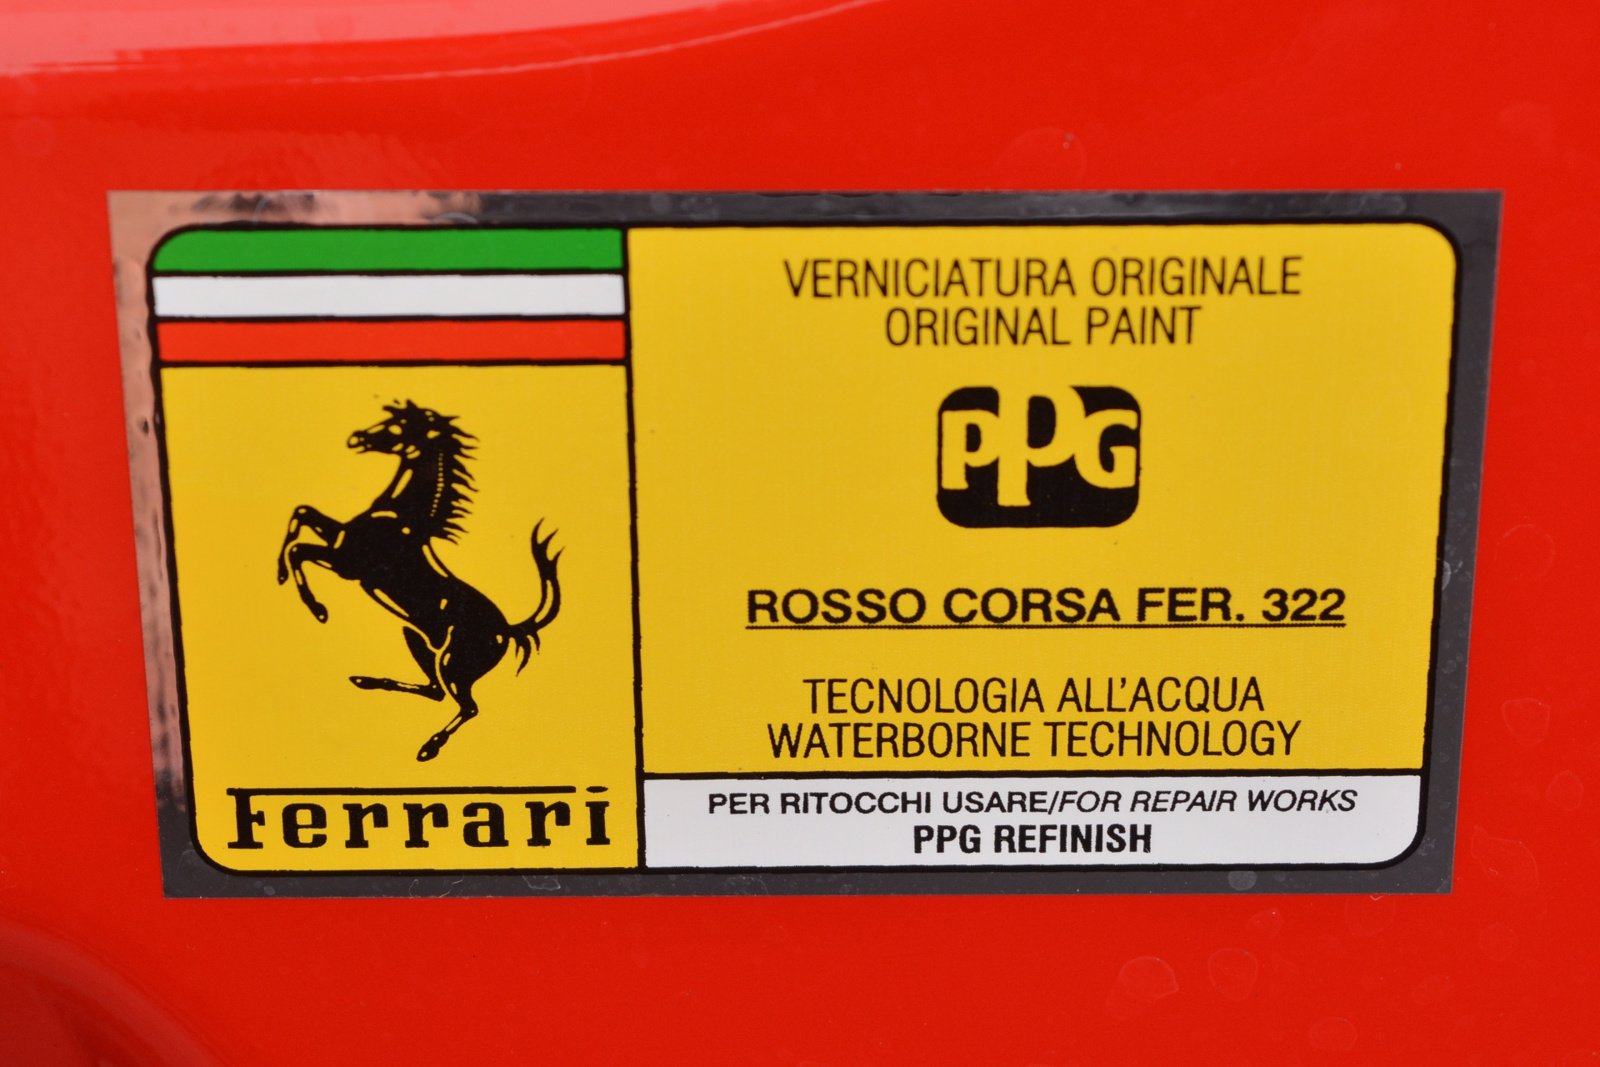 Ferrari
VERNICIATURA ORIGINALE
ORIGINAL PAINT
PPG
ROSSO CORSA FER. 322
TECNOLOGIA ALL'ACQUA
WATERBORNE TECHNOLOGY
PER RITOCCHI USARE/FOR REPAIR WORKS
PPG REFINISH